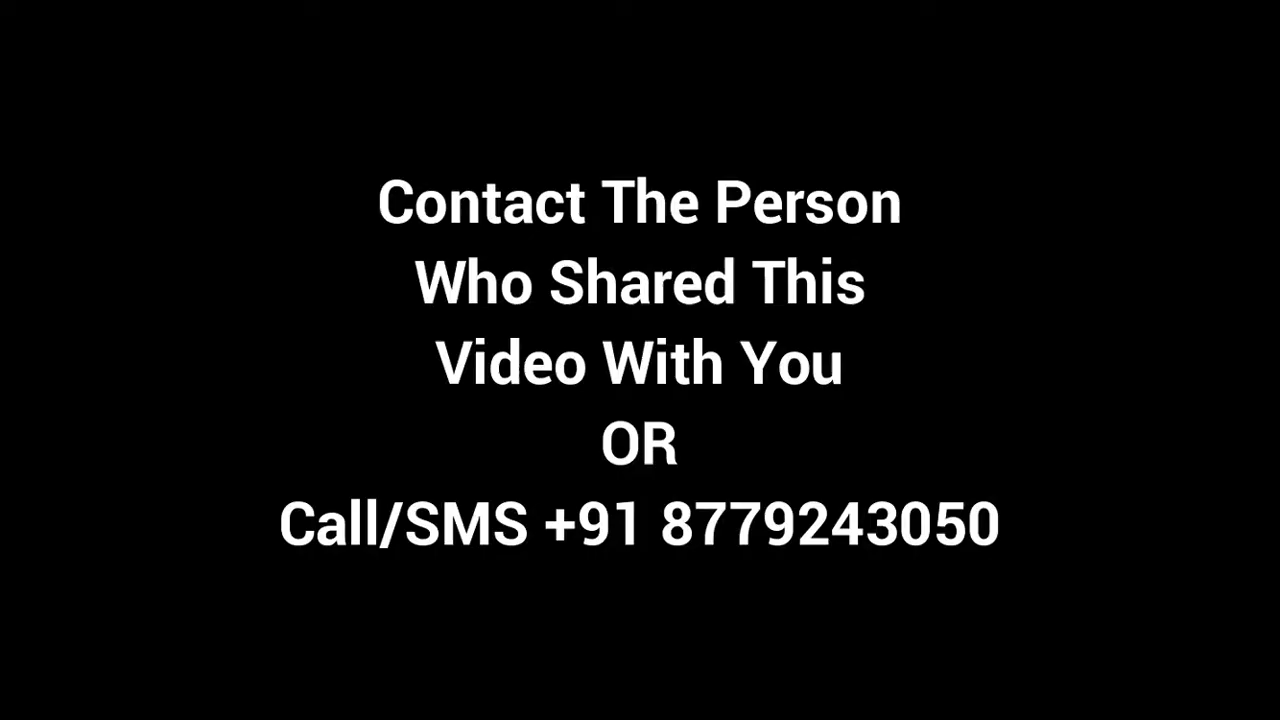 Contact The Person
Who Shared This
Video With You
OR
Call/SMS +91 8779243050